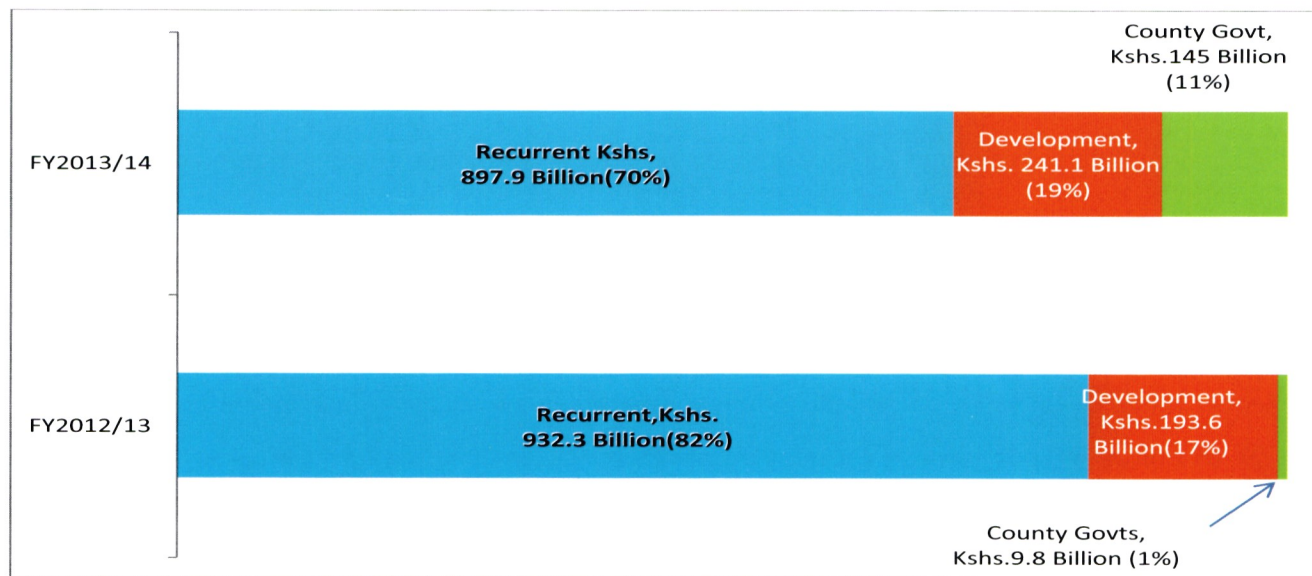 County Govt,
Kshs.145 Billion
(11%)
FY2013/14
Recurrent Kshs,
897.9 Billion(70%)
Development,
Kshs. 241.1 Billion
(19%)
FY2012/13
Recurrent,Kshs.
932.3 Billion(82%)
Development,
Kshs.193.6
Billion(17%)
County Govts,
Kshs.9.8 Billion (1%)